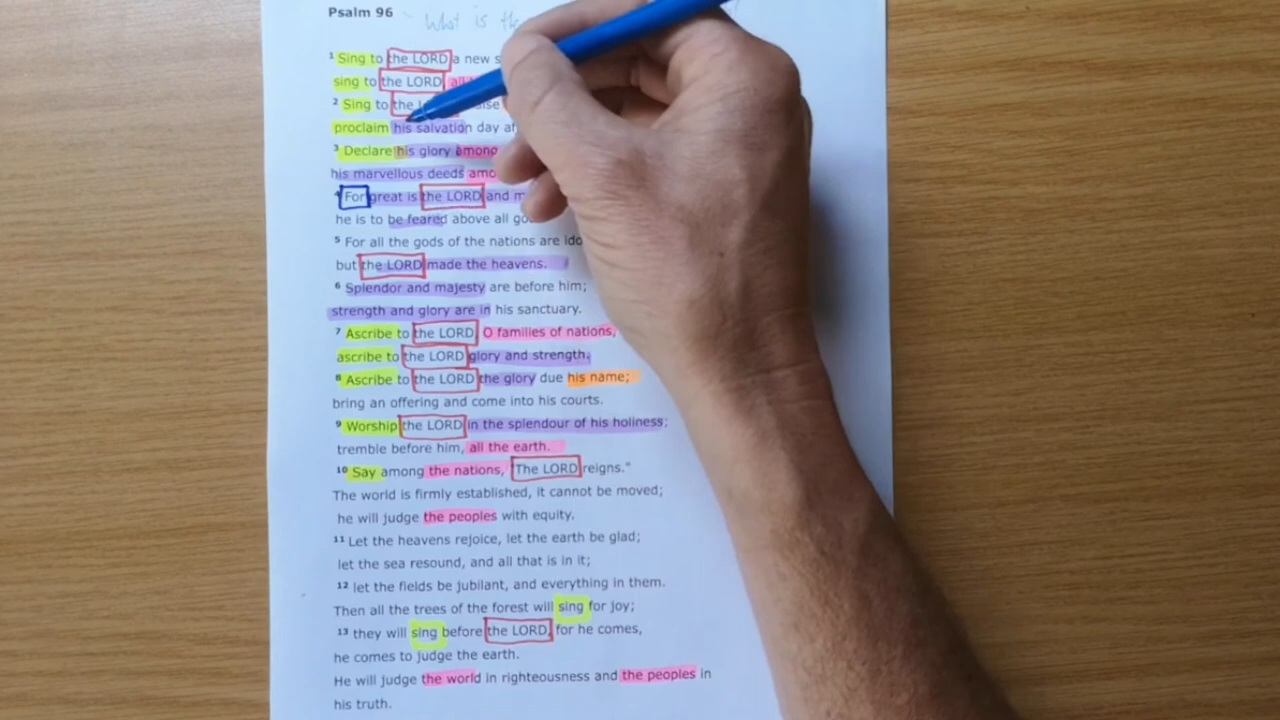 Psalm 96 - What is the
1 Sing to the LORD a new s
sing to the LORD all
2 Sing to the
proclaim his salvation day af
3 Declare his glory among
his marvellous deeds amo
4 For great is the LORD and m
he is to be feared above all go
5 For all the gods of the nations are ido
but the LORD made the heavens.
6 Splendor and majesty are before him;
strength and glory are in his sanctuary.
7 Ascribe to the LORD, O families of nations,
ascribe to the LORD glory and strength.
8 Ascribe to the LORD the glory due his name;
bring an offering and come into his courts.
9 Worship the LORD in the splendour of his holiness;
tremble before him, all the earth.
10 Say among the nations, "The LORD reigns."
The world is firmly established, it cannot be moved;
he will judge the peoples with equity.
11 Let the heavens rejoice, let the earth be glad;
let the sea resound, and all that is in it;
12 let the fields be jubilant, and everything in them.
Then all the trees of the forest will sing for joy;
13 they will sing before the LORD, for he comes,
he comes to judge the earth.
He will judge the world in righteousness and the peoples in
his truth.